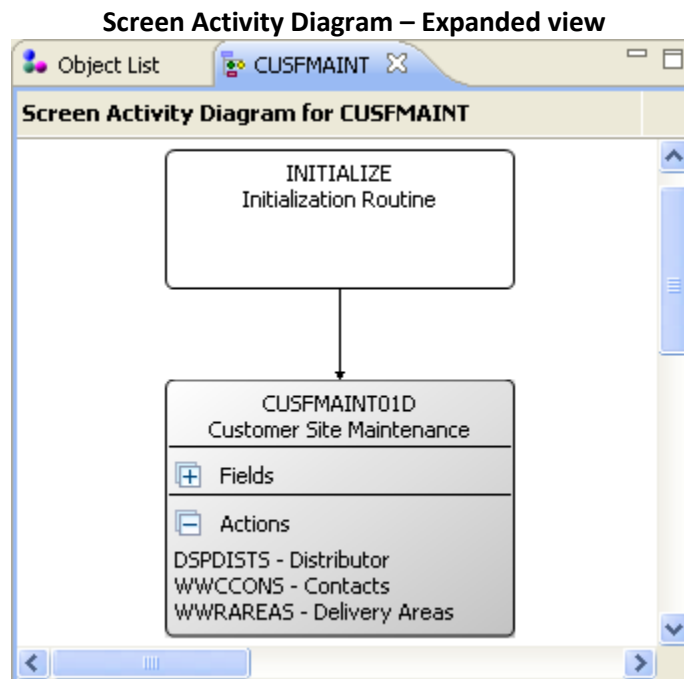 Screen Activity Diagram – Expanded view
Object List
CUSFMAINT
Screen Activity Diagram for CUSFMAINT
INITIALIZE
Initialization Routine
CUSFMAINT01D
Customer Site Maintenance
Fields
Actions
DSPDISTS - Distributor
WWCCONS - Contacts
WWRAREAS - Delivery Areas